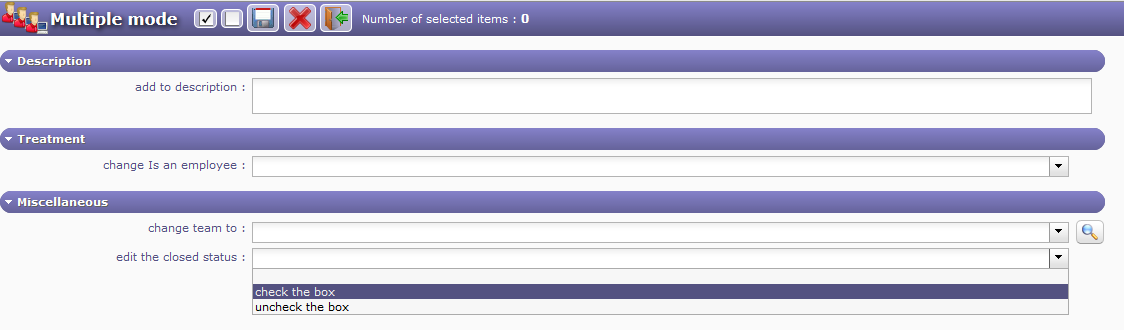 Multiple mode Number of selected items : 0
Description
add to description :
Treatment
change Is an employee :
Miscellaneous
change team to :
edit the closed status :
check the box
uncheck the box